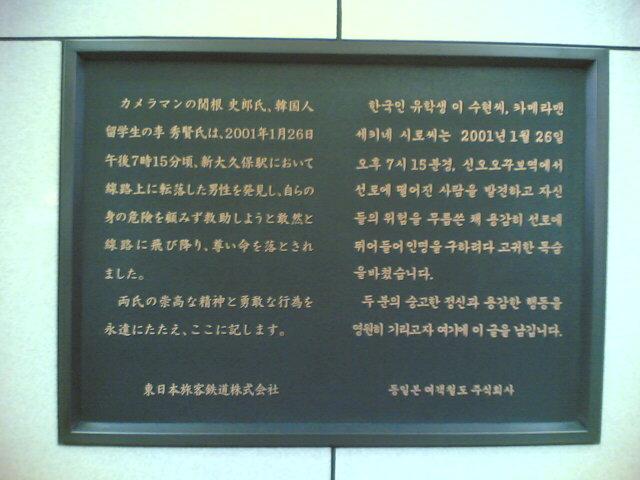 カメラマンの関根 史郎氏、韓国人
留学生の李 秀賢氏は、2001年1月26日
午後7時15分頃、新大久保駅において
線路上に転落した男性を発見し、自らの
身の危険を顧みず救助しようと敢然と
線路に飛び降り、尊い命を落とされ
ました。
両氏の崇高な精神と勇敢な行為を
永遠にたたえ、ここに記します。
東日本旅客鉄道株式会社
한국인 유학생 이 수현씨, 카메라맨
세키네 시로씨는 2001년 1월 26일
오후 7시 15분경, 신오오쿠보역에서
선로에 떨어진 사람을 발견하고 자신
들의 위험을 무릅쓴 채 용감히 선로에
뛰어들어 인명을 구하려다 고귀한 목숨
을 바쳤습니다.
두 분의 숭고한 정신과 용감한 행동을
영원히 기리고자 여기에 이 글을 남깁니다.
동일본 여객철도 주식회사